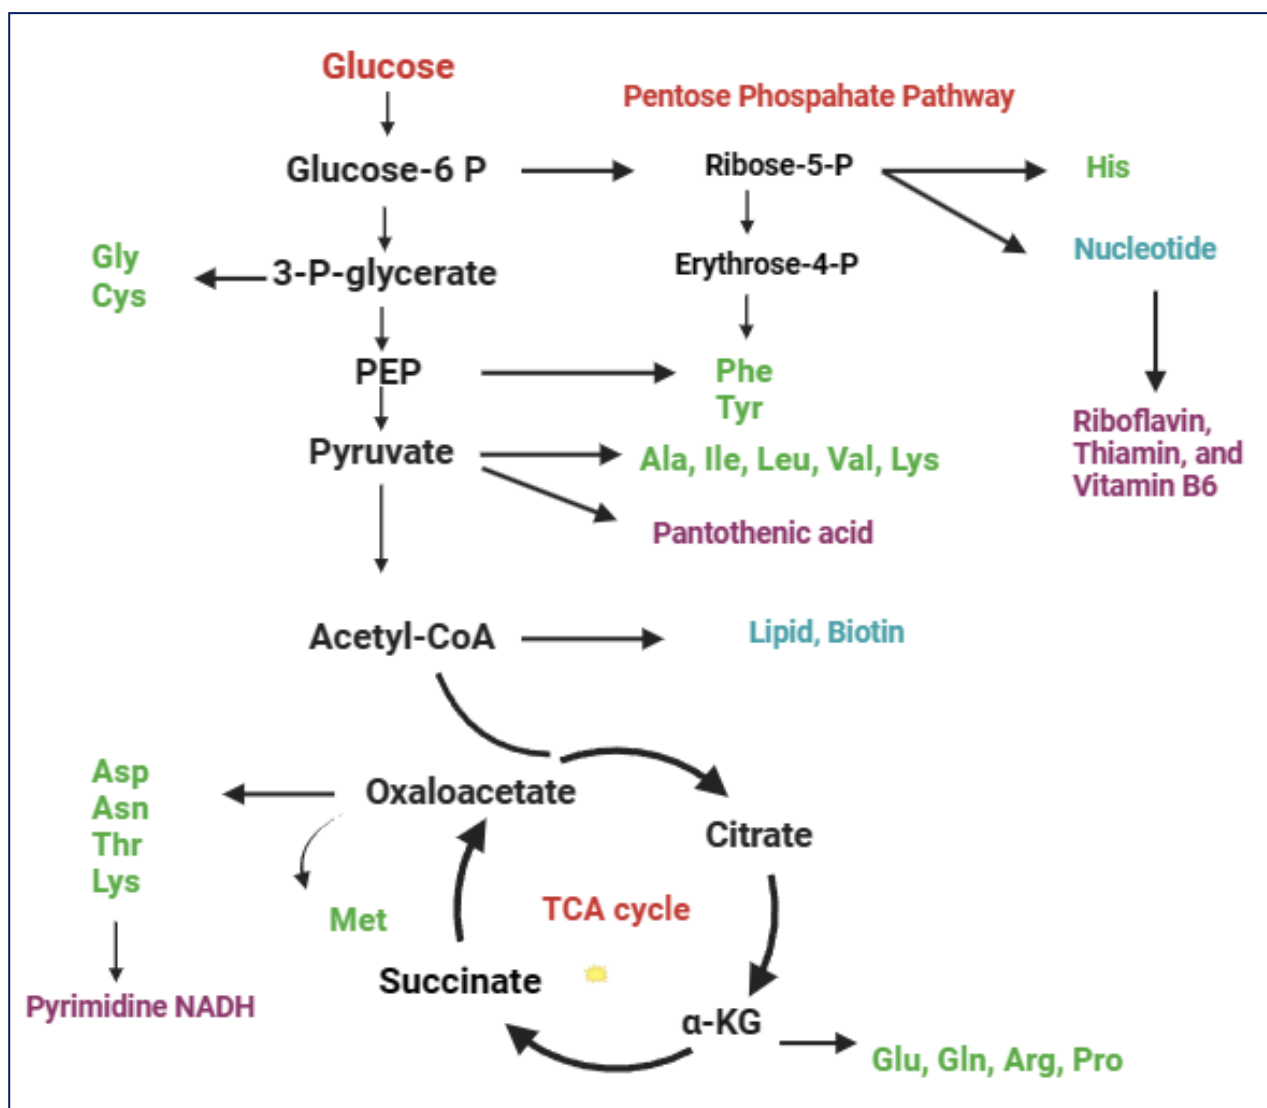 Glucose
Pentose Phospahate Pathway
Glucose-6 P
Ribose-5-P
His
Gly
Cys
3-P-glycerate
Erythrose-4-P
Nucleotide
PEP
Phe
Tyr
Pyruvate
Ala, Ile, Leu, Val, Lys
Riboflavin,
Thiamin, and
Vitamin B6
Pantothenic acid
Acetyl-CoA
Lipid, Biotin
Asp
Asn
Thr
Lys
Oxaloacetate
Citrate
Met
TCA cycle
Succinate
Pyrimidine NADH
α-KG
Glu, Gln, Arg, Pro